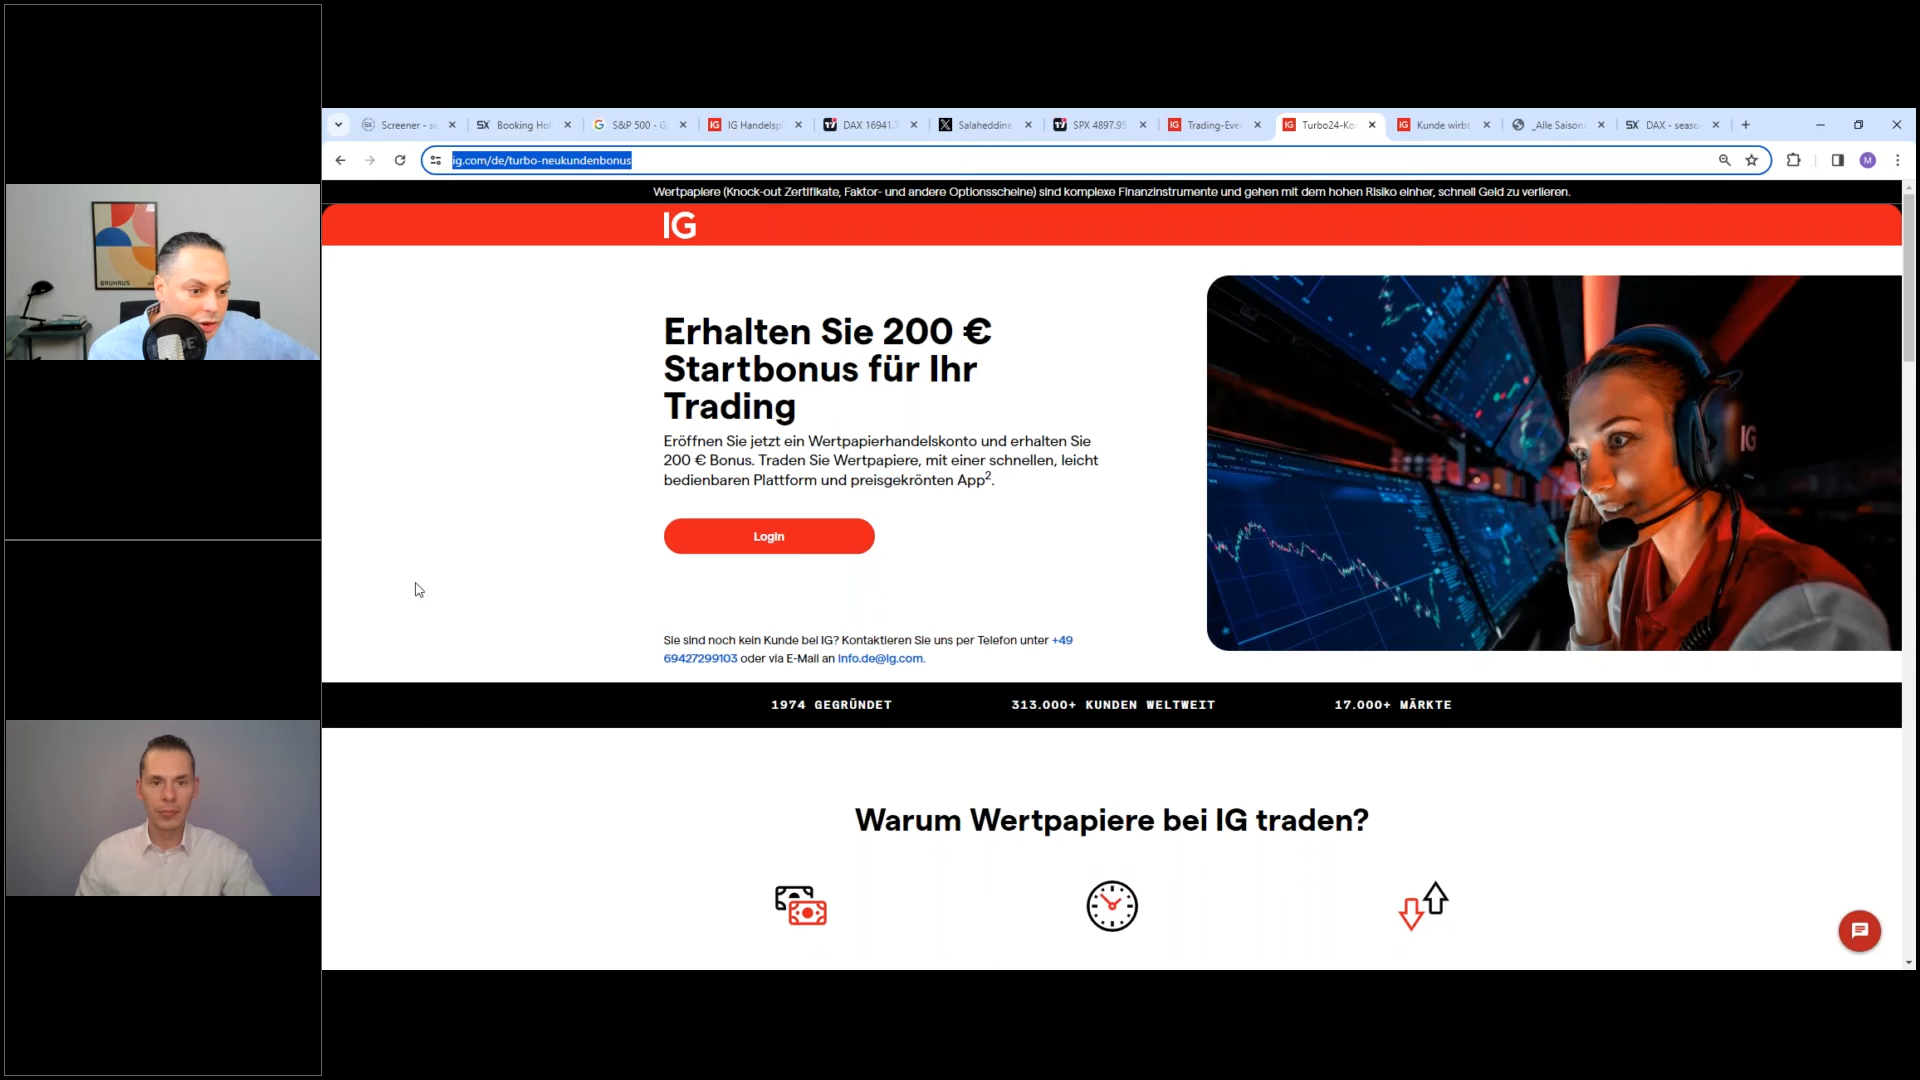 BAUHAUS
Screener - s
Booking Hol
S&P 500 - G
IG Handelspl
DAX 16941.7
Salaheddine
SPX 4897.95
Trading-Eve
Turbo24-Ko
Kunde wirbt
_Alle Saison
DAX - seaso
ig.com/de/turbo-neukundenbonus
M
Wertpapiere (Knock-out Zertifikate, Faktor- und andere Optionsscheine) sind komplexe Finanzinstrumente und gehen mit dem hohen Risiko einher, schnell Geld zu verlieren.
IG
Erhalten Sie 200 €
Startbonus für Ihr
Trading
Eröffnen Sie jetzt ein Wertpapierhandelskonto und erhalten Sie
200 € Bonus. Traden Sie Wertpapiere, mit einer schnellen, leicht
bedienbaren Plattform und preisgekrönten App².
Login
Sie sind noch kein Kunde bei IG? Kontaktieren Sie uns per Telefon unter +49
69427299103 oder via E-Mail an info.de@ig.com.
IG
1974 GEGRÜNDET
313.000+ KUNDEN WELTWEIT
17.000+ MÄRKTE
Warum Wertpapiere bei IG traden?